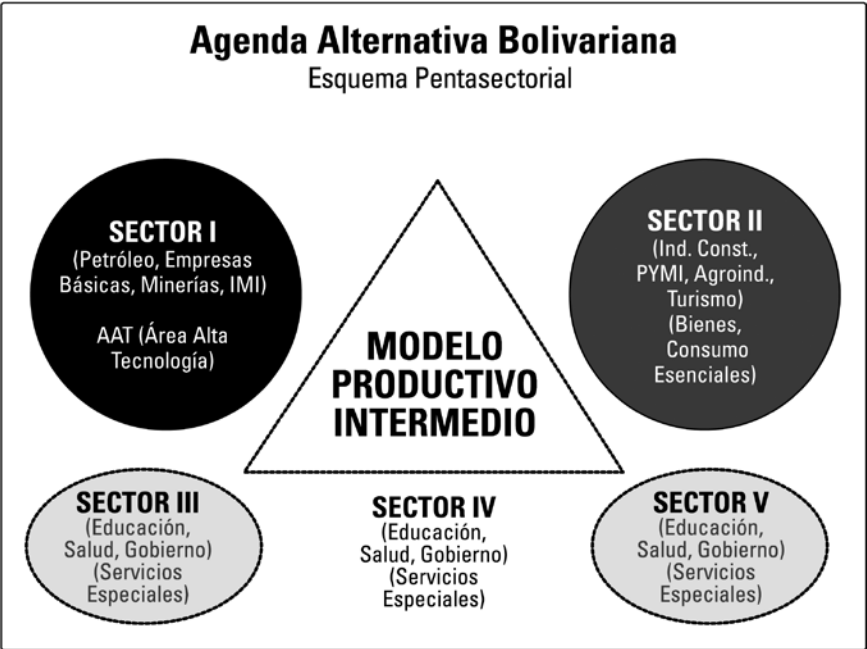 Agenda Alternativa Bolivariana
Esquema Pentasectorial
SECTOR I
(Petróleo, Empresas
Básicas, Minerías, IMI)
AAT (Área Alta
Tecnología)
SECTOR II
(Ind. Const.,
PYMI, Agroind.,
Turismo)
(Bienes,
Consumo
Esenciales)
MODELO
PRODUCTIVO
INTERMEDIO
SECTOR III
(Educación,
Salud, Gobierno)
(Servicios
Especiales)
SECTOR IV
(Educación,
Salud, Gobierno)
(Servicios
Especiales)
SECTOR V
(Educación,
Salud, Gobierno)
(Servicios
Especiales)